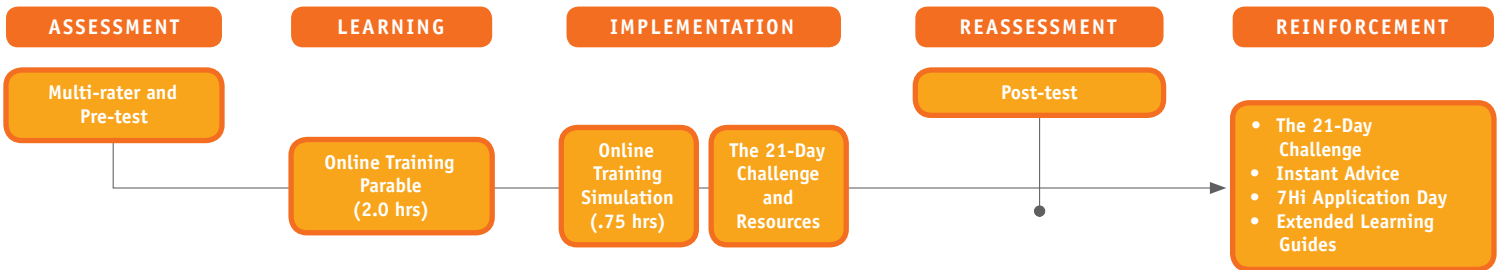 ASSESSMENT
LEARNING
IMPLEMENTATION
REASSESSMENT
REINFORCEMENT
Multi-rater and
Pre-test
Online Training
Parable
(2.0 hrs)
Online
Training
Simulation
(.75 hrs)
The 21-Day
Challenge
and
Resources
Post-test
• The 21-Day
Challenge
• Instant Advice
• 7Hi Application Day
• Extended Learning
Guides